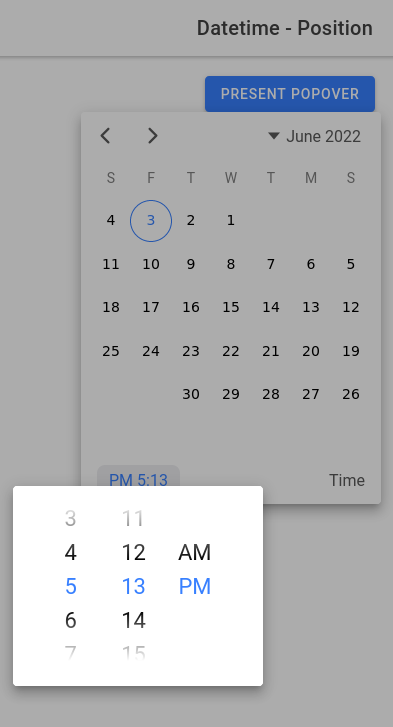 Datetime - Position
PRESENT POPOVER
June 2022
S F T W T M S
4 3 2 1
11 10 9 8 7 6 5
18 17 16 15 14 13 12
25 24 23 22 21 20 19
30 29 28 27 26
PM 5:13 Time
3 11
4 12 AM
5 13 PM
6 14
7 15